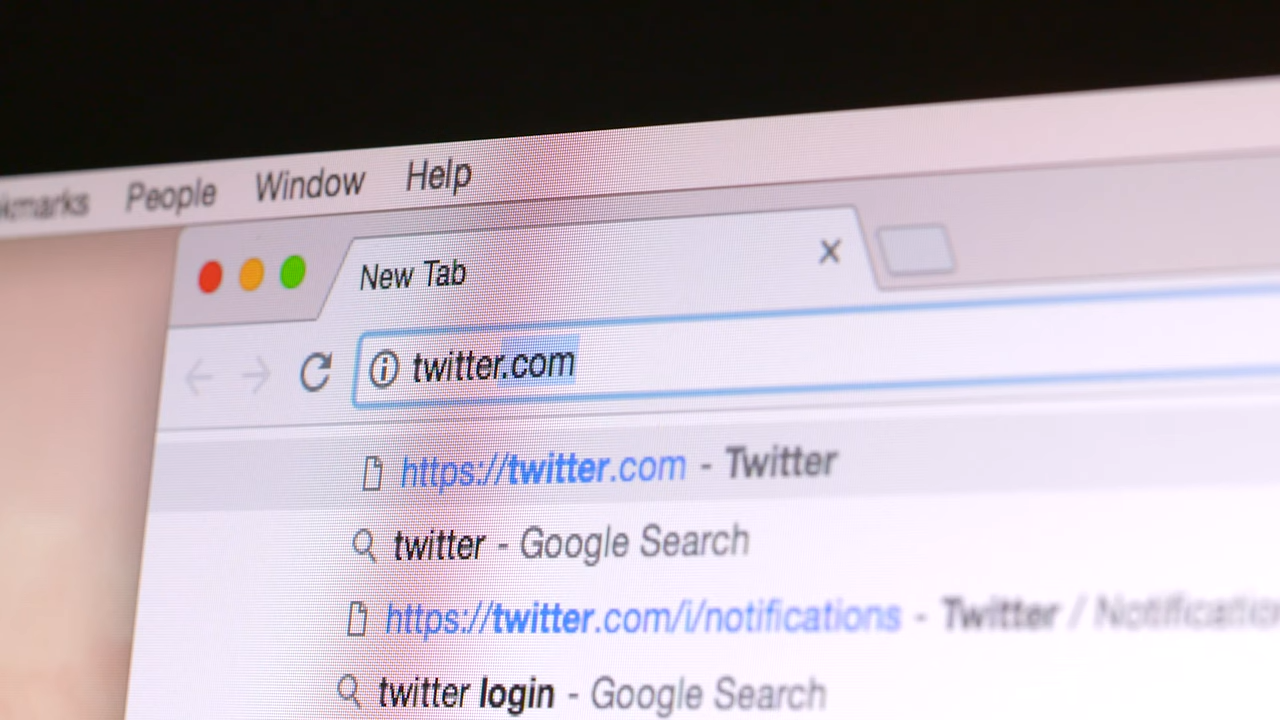 People Window Help
New Tab
twitter.com
https://twitter.com - Twitter
twitter - Google Search
https://twitter.com/i/notifications - Twitter /
twitter login - Google Search